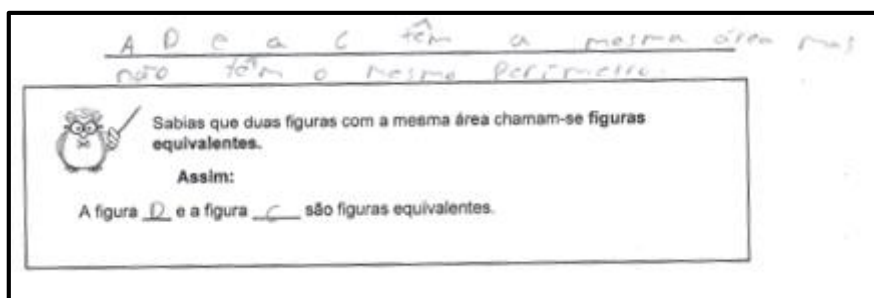 A D e a C têm a mesma área mas
não têm o mesmo perímetro.
Sabias que duas figuras com a mesma área chamam-se figuras
equivalentes.
Assim:
A figura D e a figura C são figuras equivalentes.